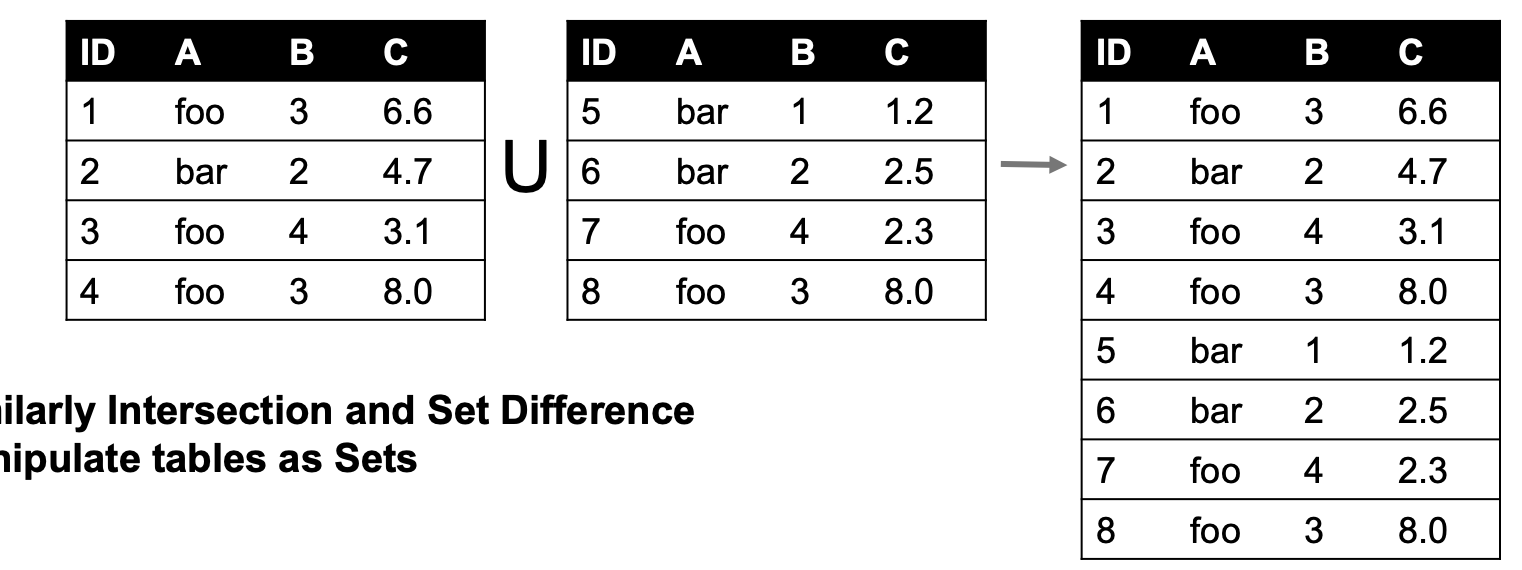 ID A B C
1 foo 3 6.6
2 bar 2 4.7
3 foo 4 3.1
4 foo 3 8.0
U
ID A B C
5 bar 1 1.2
6 bar 2 2.5
7 foo 4 2.3
8 foo 3 8.0
ID A B C
1 foo 3 6.6
2 bar 2 4.7
3 foo 4 3.1
4 foo 3 8.0
5 bar 1 1.2
6 bar 2 2.5
7 foo 4 2.3
8 foo 3 8.0
ilarly Intersection and Set Difference
nipulate tables as Sets